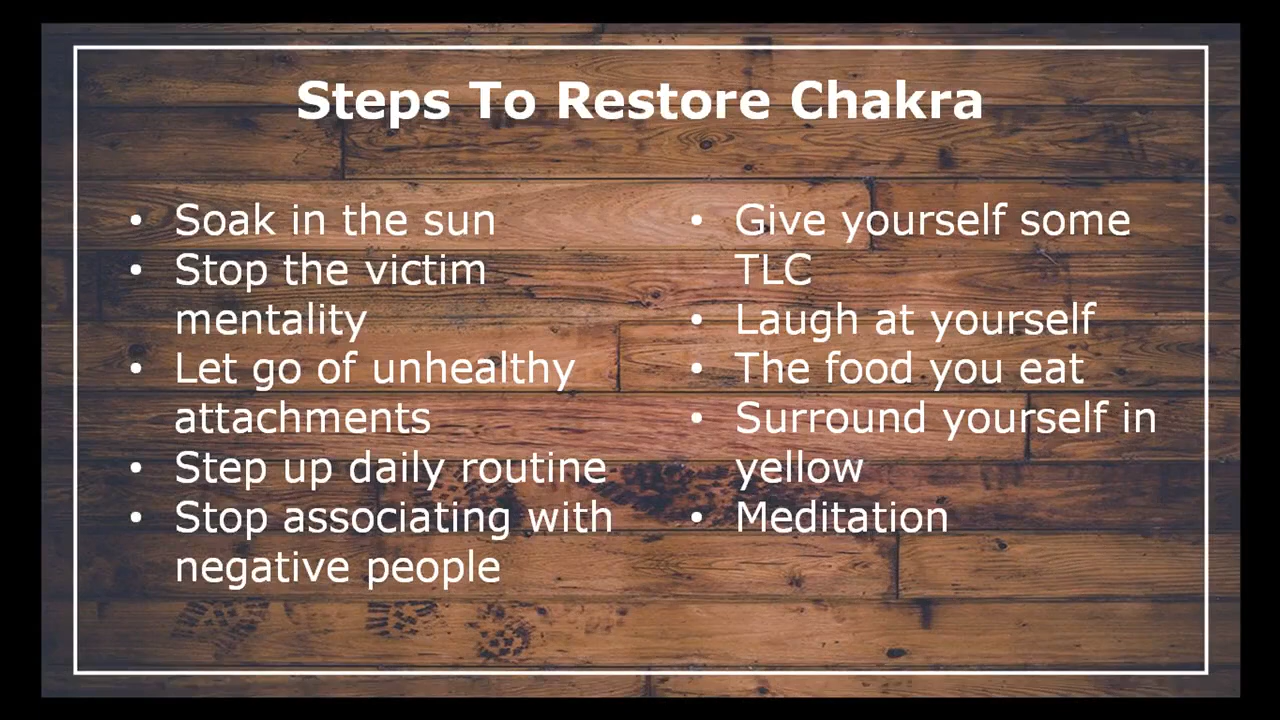 Steps To Restore Chakra
• Soak in the sun
• Stop the victim
mentality
• Let go of unhealthy
attachments
• Step up daily routine
• Stop associating with
negative people
• Give yourself some
TLC
• Laugh at yourself
• The food you eat
• Surround yourself in
yellow
• Meditation